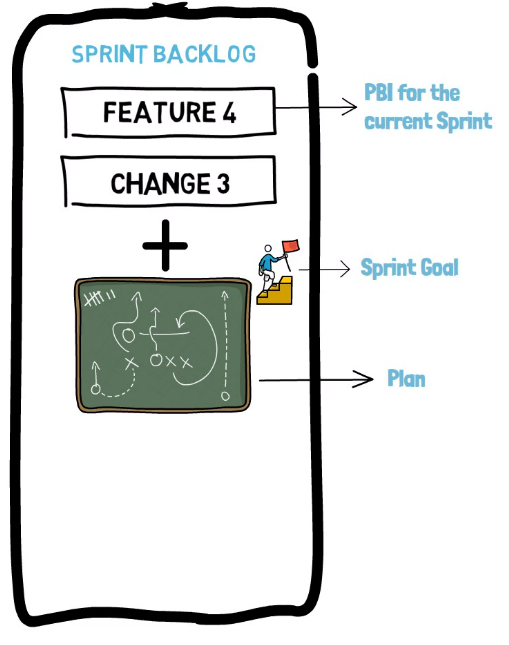 SPRINT BACKLOG
FEATURE 4
PBI for the
current Sprint
CHANGE 3
+
Sprint Goal
Plan